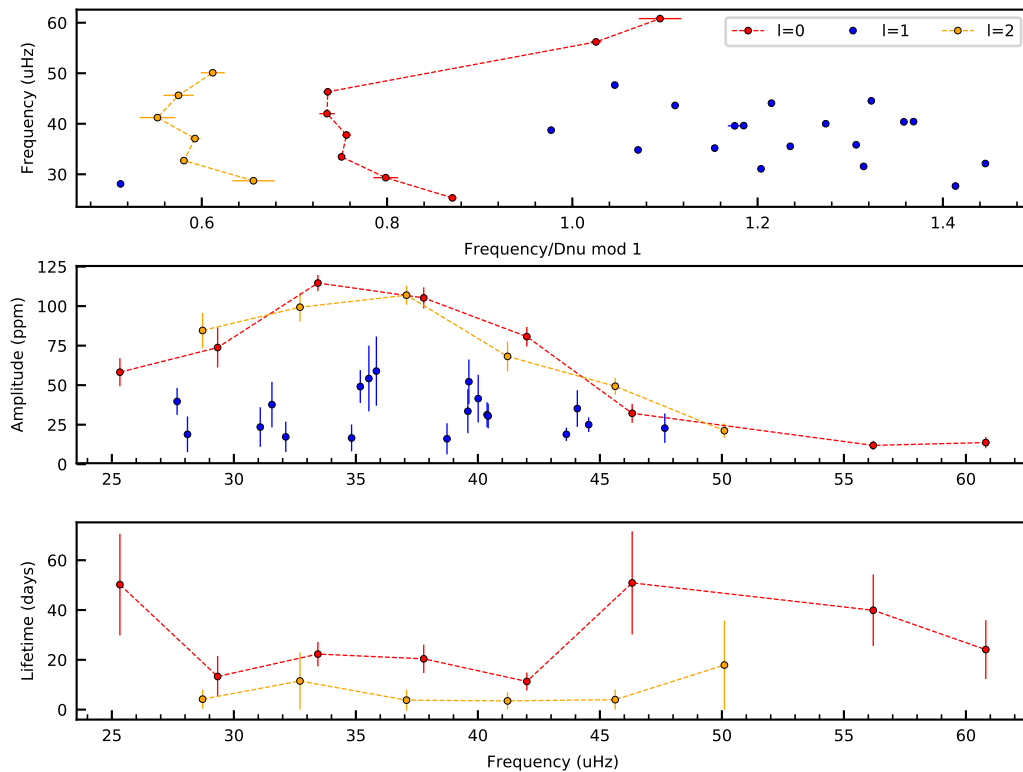 Frequency (uHz)
60
50
40
30
l=0 l=1 l=2
0.6 0.8 1.0 1.2 1.4
Frequency/Dnu mod 1
Amplitude (ppm)
125
100
75
50
25
0
25 30 35 40 45 50 55 60
Lifetime (days)
60
40
20
0
25 30 35 40 45 50 55 60
Frequency (uHz)